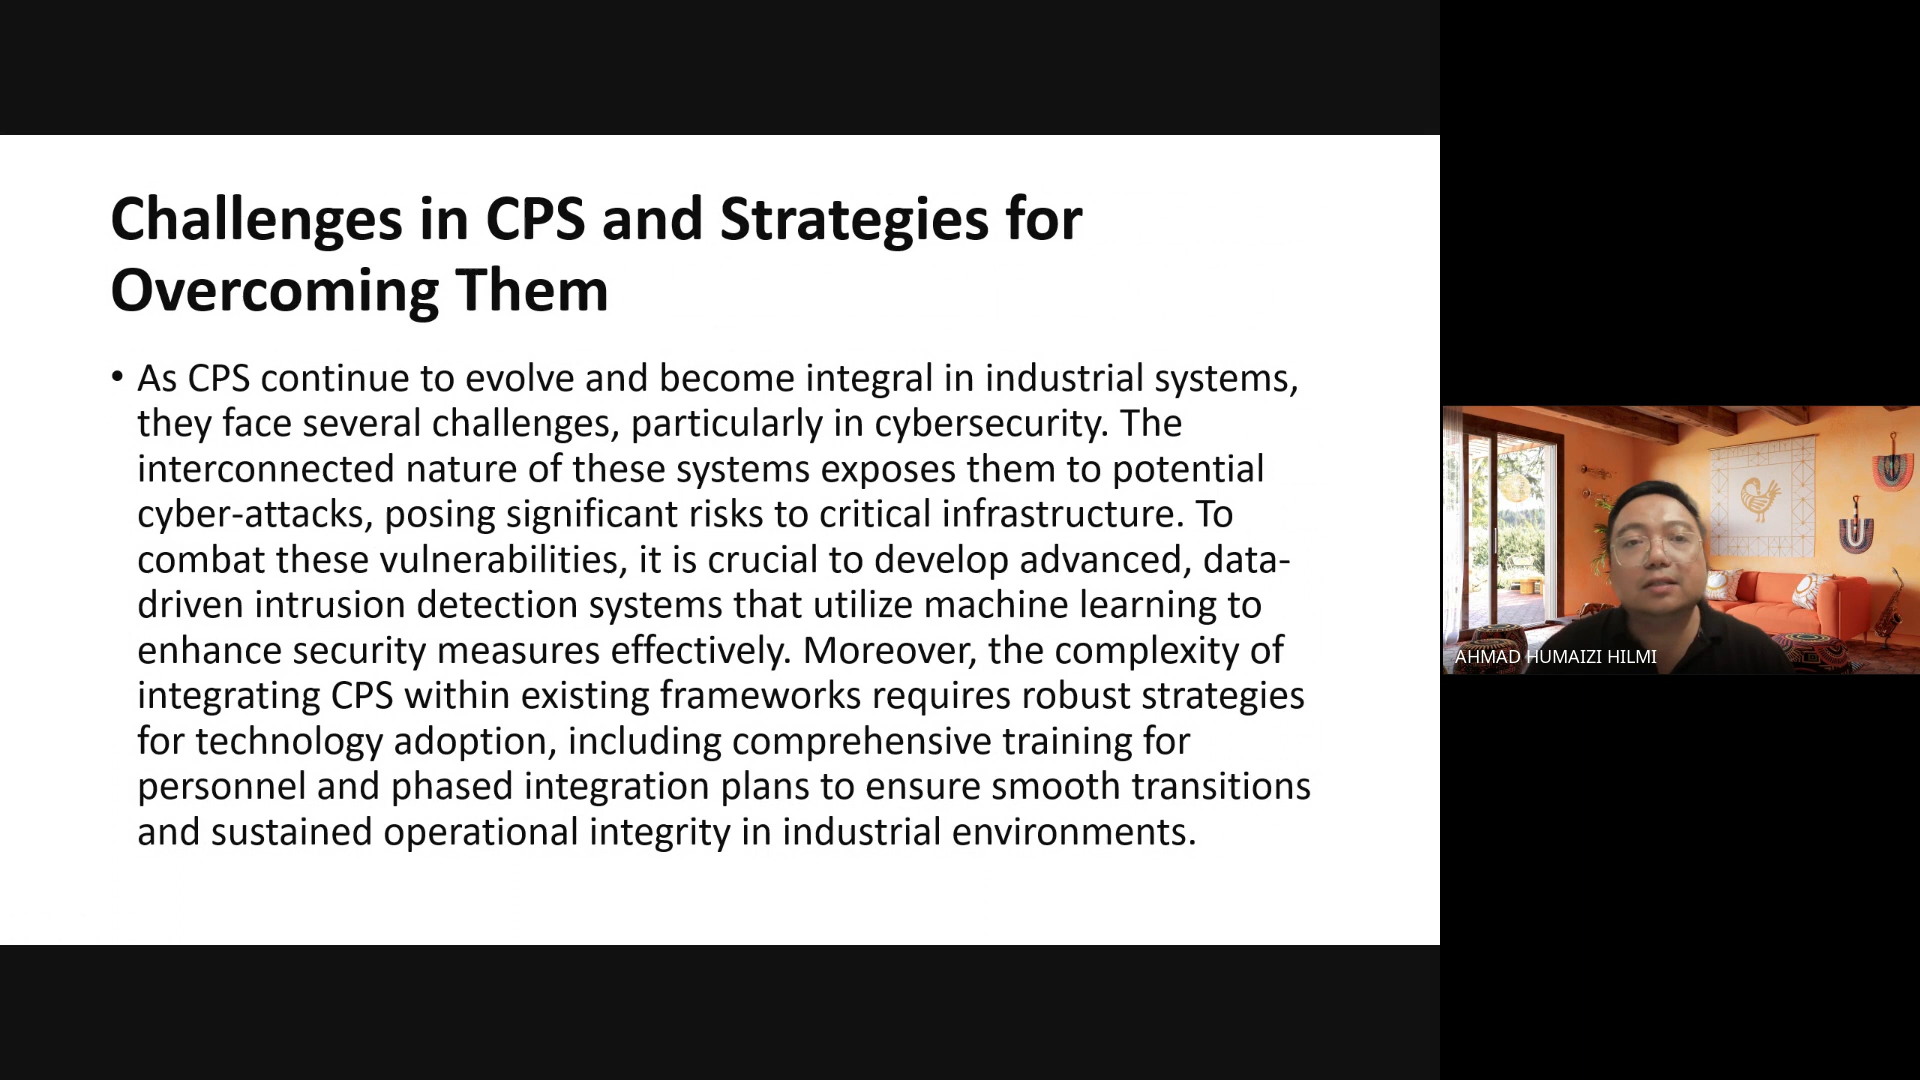 Challenges in CPS and Strategies for
Overcoming Them
• As CPS continue to evolve and become integral in industrial systems,
they face several challenges, particularly in cybersecurity. The
interconnected nature of these systems exposes them to potential
cyber-attacks, posing significant risks to critical infrastructure. To
combat these vulnerabilities, it is crucial to develop advanced, data-
driven intrusion detection systems that utilize machine learning to
enhance security measures effectively. Moreover, the complexity of
integrating CPS within existing frameworks requires robust strategies
for technology adoption, including comprehensive training for
personnel and phased integration plans to ensure smooth transitions
and sustained operational integrity in industrial environments.
AHMAD HUMAIZI HILMI